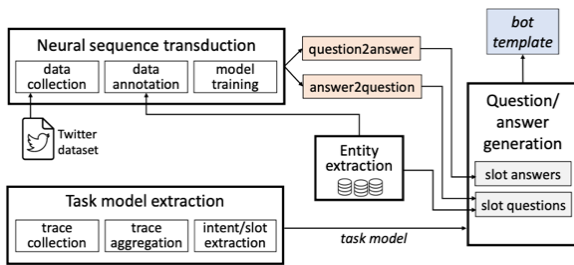 Neural sequence transduction
data
collection
data
annotation
model
training
question2answer
answer2question
bot
template
Twitter
dataset
Entity
extraction
Question/
answer
generation
slot answers
slot questions
Task model extraction
trace
collection
trace
aggregation
intent/slot
extraction
task model